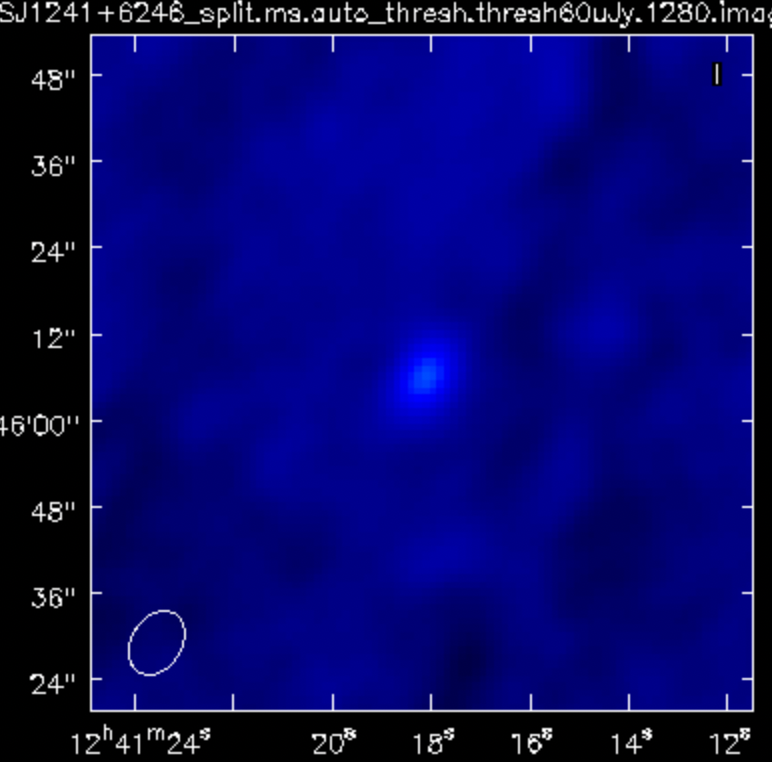 SJ1241+6246_split.ms.auto_thresh.thresh60uJy.1280.imag
I
48"
36"
24"
12"
46'00"
48"
36"
24"
12h41m24s 20s 18s 16s 14s 12s